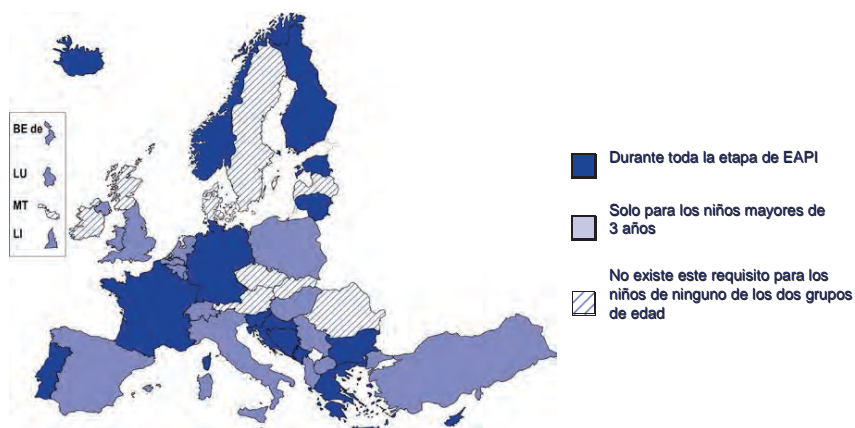 BE de
LU
MT
LI
Durante toda la etapa de EAPI
Solo para los niños mayores de
3 años
No existe este requisito para los
niños de ninguno de los dos grupos
de edad